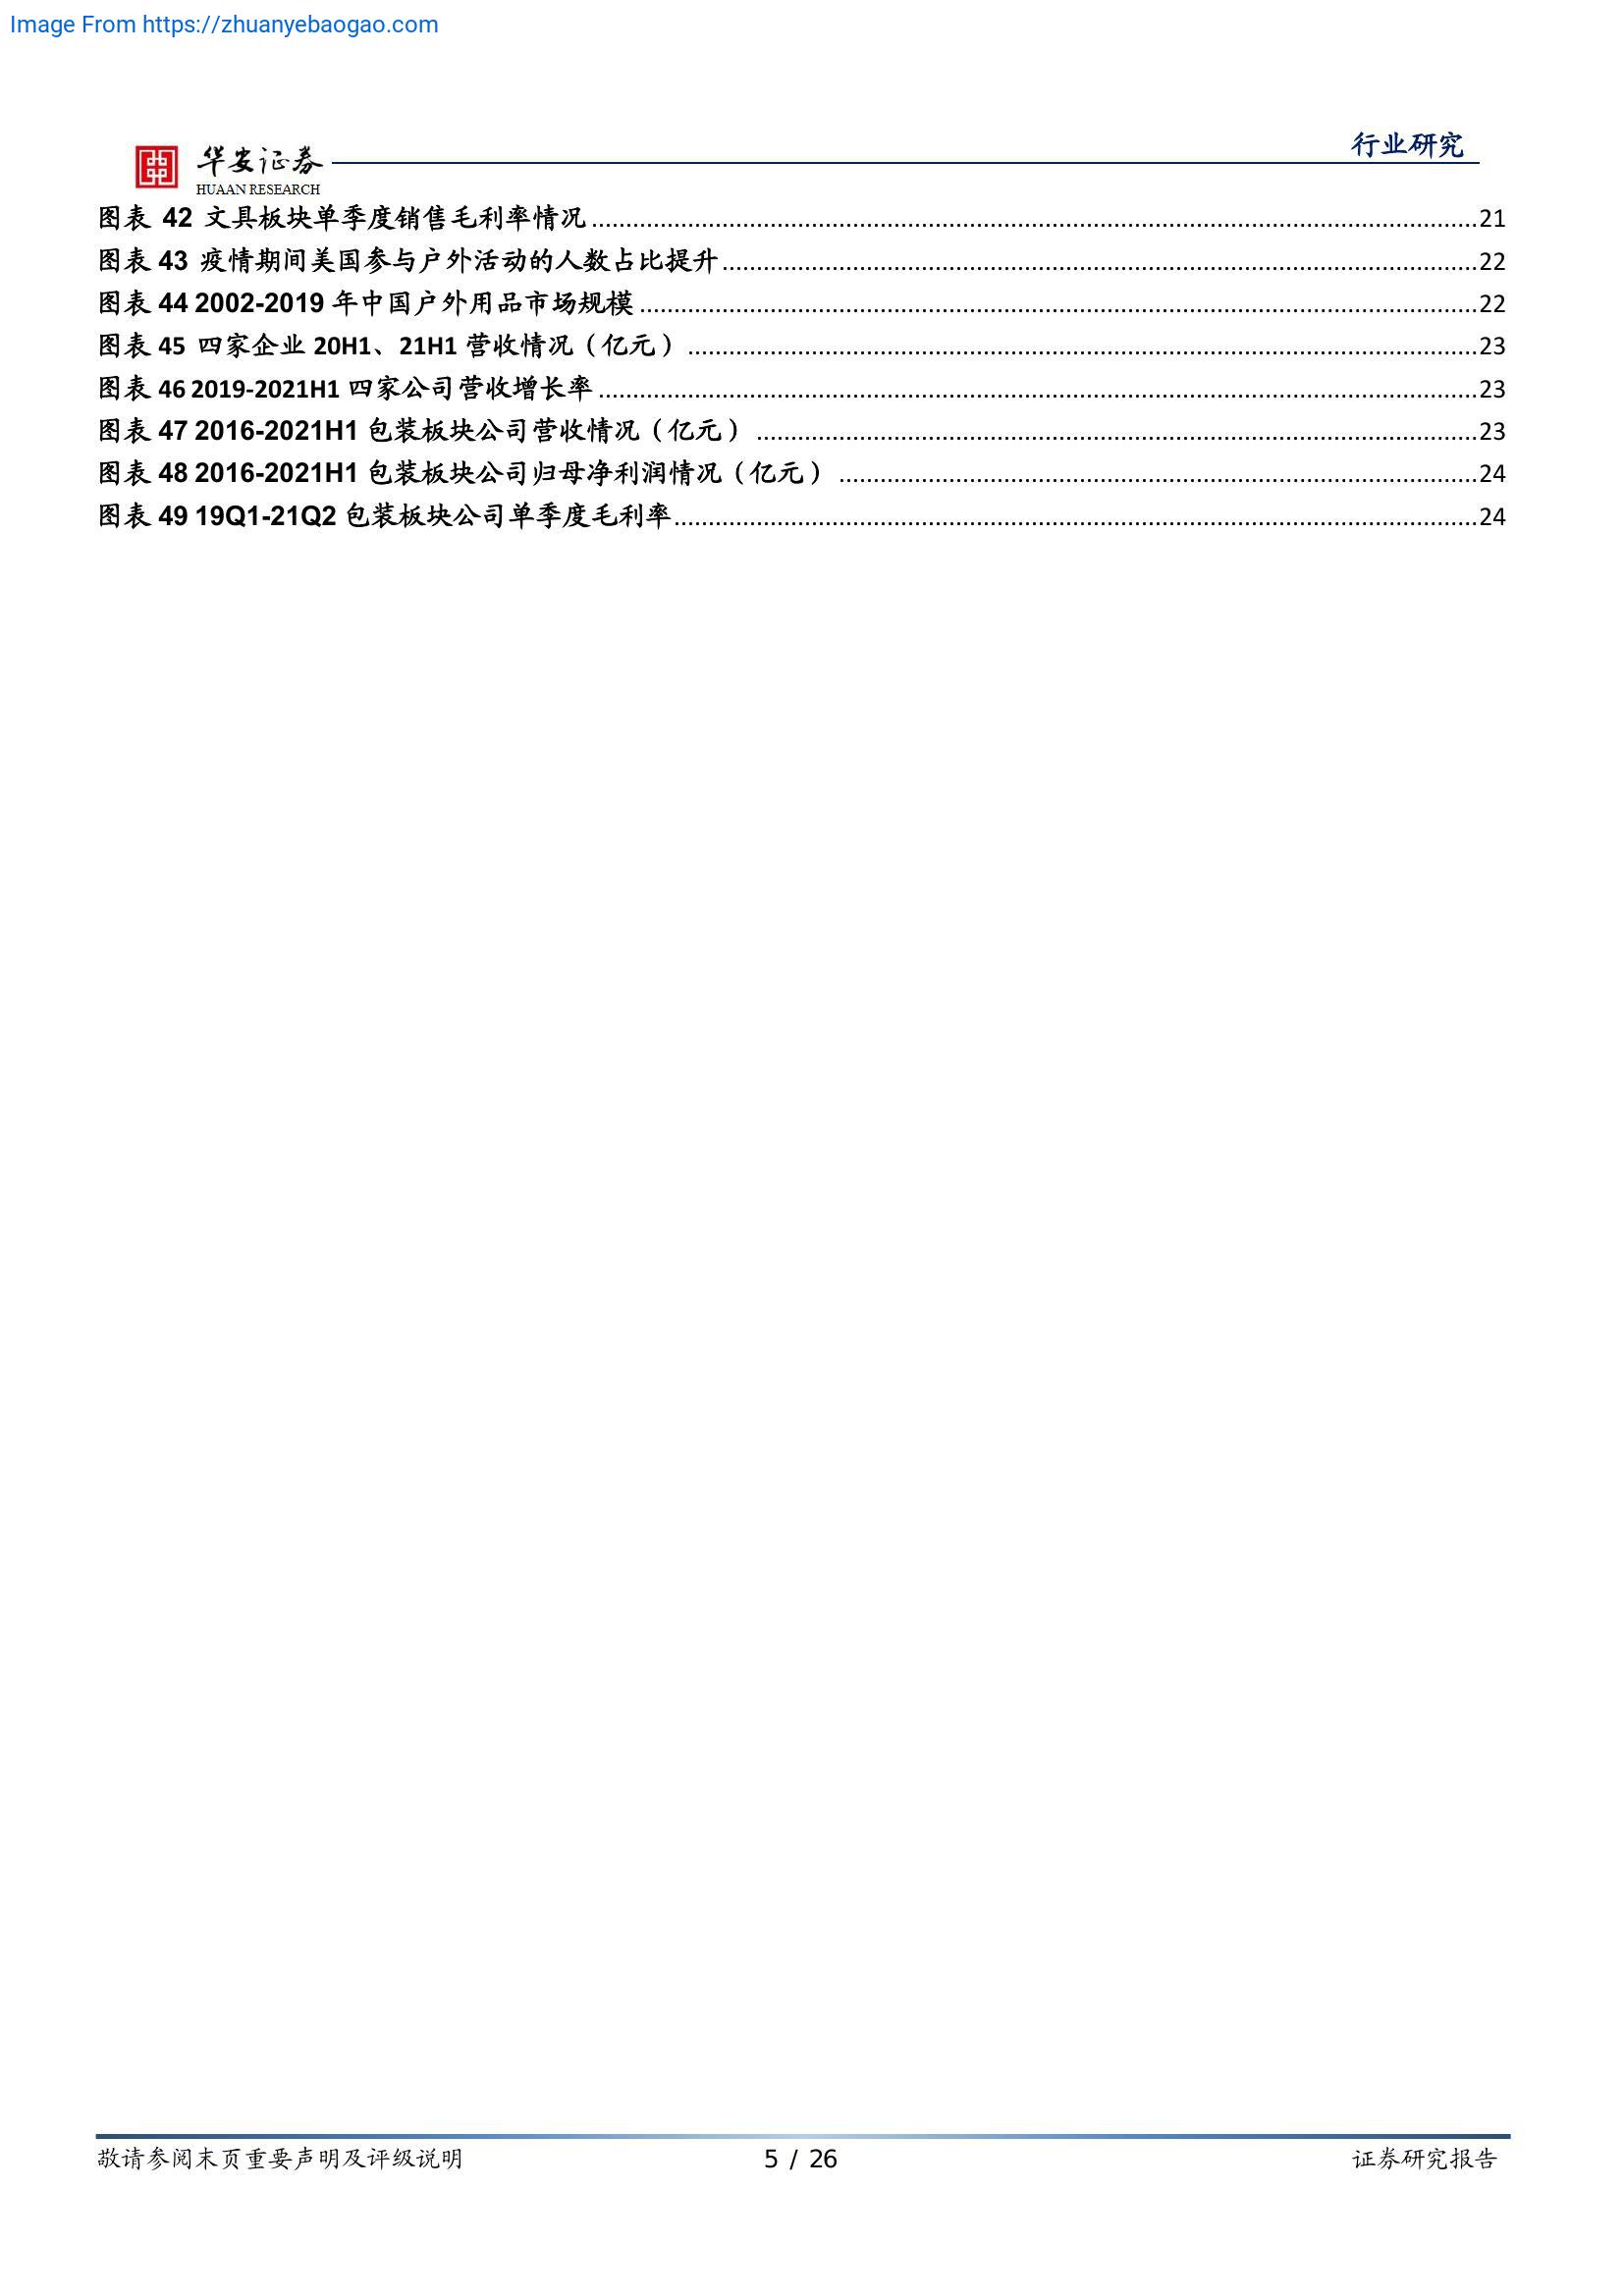 Image From https://zhuanyebaogao.com
行业研究
华安证券
HUAAN RESEARCH
图表 42 文具板块单季度销售毛利率情况................21
图表 43 疫情期间美国参与户外活动的人数占比提升................22
图表 44 2002-2019 年中国户外用品市场规模................22
图表 45 四家企业 20H1、21H1 营收情况（亿元）................23
图表 46 2019-2021H1 四家公司营收增长率................23
图表 47 2016-2021H1 包装板块公司营收情况（亿元）................23
图表 48 2016-2021H1 包装板块公司归母净利润情况（亿元）................24
图表 49 19Q1-21Q2 包装板块公司单季度毛利率................24
敬请参阅末页重要声明及评级说明 5 / 26 证券研究报告